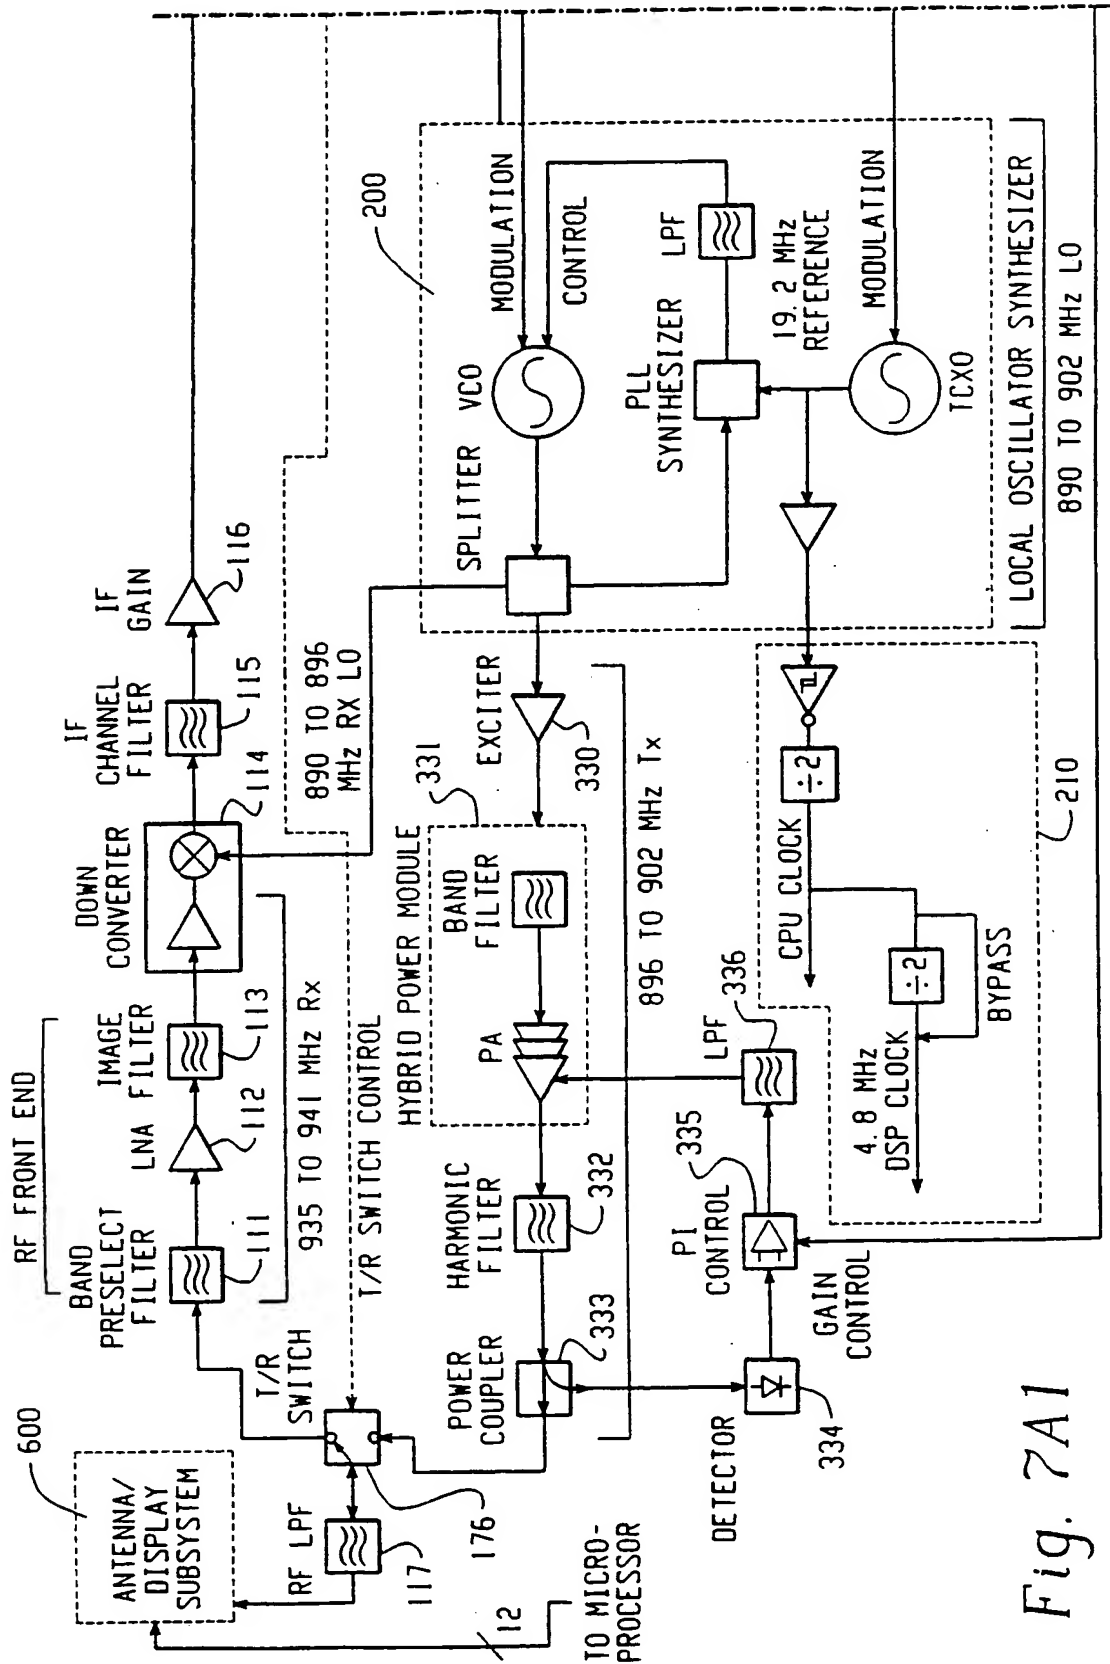 600
ANTENNA/
DISPLAY
SUBSYSTEM
RF LPF
117
176
12
TO MICRO-
PROCESSOR
T/R
SWITCH
RF FRONT END
BAND
PRESELECT
FILTER
111
LNA
112
IMAGE
FILTER
113
935 TO 941 MHz Rx
DOWN
CONVERTER
114
IF
CHANNEL
FILTER
115
IF
GAIN
116
T/R SWITCH CONTROL
890 TO 896
MHz RX LO
POWER
COUPLER
333
HARMONIC
FILTER
332
HYBRID POWER MODULE
331
PA
BAND
FILTER
EXCITER
330
896 TO 902 MHz Tx
SPLITTER
VCO
MODULATION
CONTROL
200
PLL
SYNTHESIZER
LPF
19.2 MHz
REFERENCE
TCXO
MODULATION
LOCAL OSCILLATOR SYNTHESIZER
890 TO 902 MHz LO
DETECTOR
334
PI
CONTROL
335
GAIN
CONTROL
LPF
336
CPU CLOCK
÷2
4.8 MHz
DSP CLOCK
÷2
BYPASS
210
Fig. 7A1